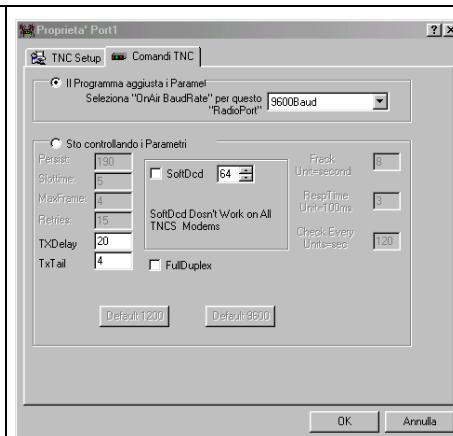 Proprieta' Port1
TNC Setup
Comandi TNC
Il Programma aggiusta i Paramet
Seleziona "OnAir BaudRate" per questo "RadioPort"
9600Baud
Sto controllando i Parametri
Persist: 190
Slottime: 5
MaxFrame: 4
Retries: 15
TXDelay 20
TxTail 4
SoftDcd 64
SoftDcd Dosn't Work on All
TNCS Modems
FullDuplex
Frack
Unit=second 8
RespTime
Unit=100ms 3
Check Every
Units=sec 120
Default 1200
Default 9600
OK
Annulla